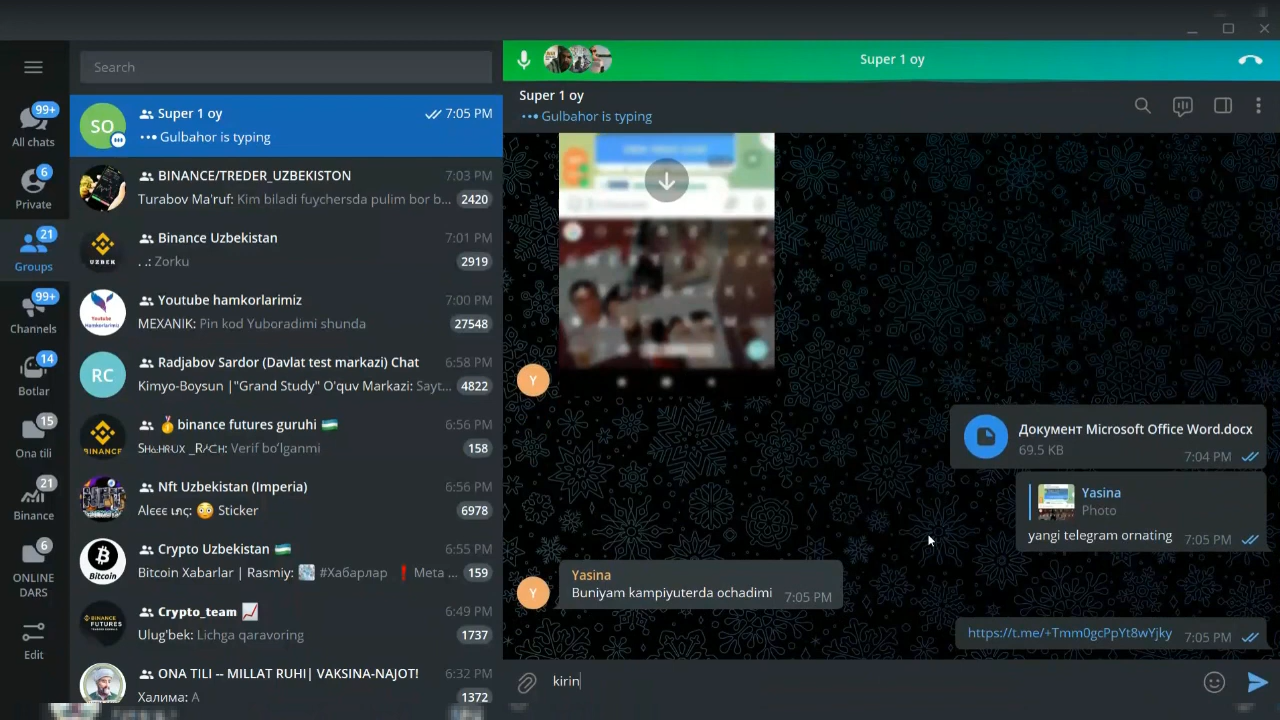 Search
99+
All chats
6
Private
21
Groups
99+
Channels
14
Botlar
15
Ona tili
21
Binance
6
ONLINE
DARS
Edit
SO
Super 1 oy 7:05 PM
Gulbahor is typing
BINANCE/TREDER_UZBEKISTON 7:03 PM
Turabov Ma'ruf: Kim biladi fuychersda pulim bor b... 2420
Binance Uzbekistan 7:01 PM
. .: Zorku 2919
UZBEK
Youtube hamkorlarimiz 7:00 PM
MEXANIK: Pin kod Yuboradimi shunda 27548
RC
Radjabov Sardor (Davlat test markazi) Chat 6:58 PM
Kimyo-Boysun |"Grand Study" O'quv Markazi: Sayt... 4822
🥇binance futures guruhi 🇺🇿 6:56 PM
Verif bo'lganmi 158
BINANCE
Nft Uzbekistan (Imperia) 6:56 PM
😳 Sticker 6978
Crypto Uzbekistan 🇺🇿 6:55 PM
Bitcoin Xabarlar | Rasmiy: #Хабарлар ❗ Meta ... 159
Bitcoin
Crypto_team 📈 6:49 PM
Ulug'bek: Lichga qaravoring 1737
BINANCE
FUTURES
ONA TILI -- MILLAT RUHI| VAKSINA-NAJOT! 6:32 PM
Халима: A 1372
Super 1 oy
Super 1 oy
Gulbahor is typing
Y
Документ Microsoft Office Word.docx
69.5 KB 7:04 PM
Yasina
Photo
yangi telegram ornating 7:05 PM
Y
Yasina
Buniyam kampiyuterda ochadimi 7:05 PM
https://t.me/+Tmm0gcPpYt8wYjky 7:05 PM
kirin